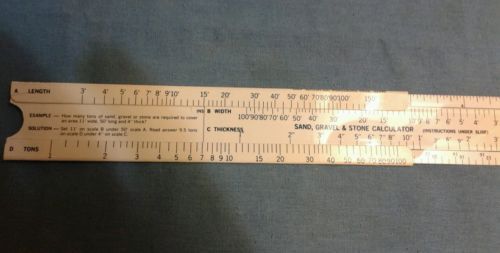 A LENGTH 3' 4' 5' 6' 7' 8' 9'10' 15' 20' 30' 40' 50' 60'70'80'90'100' 150'
INS B WIDTH
100'90'80'70' 60' 50' 40' 30' 20' 15' 10' 9' 8' 7' 6' 5' 4'
EXAMPLE — How many tons of sand, gravel or stone are required to cover
an area 11' wide, 50' long and 4" thick?
SOLUTION — Set 11' on scale B under 50' scale A. Read answer 9.5 tons
on scale D under 4" on scale C.
C THICKNESS 1" 2" 3" 4" 5" 6" 7" 8" 10"
SAND, GRAVEL & STONE CALCULATOR (INSTRUCTIONS UNDER SLIDE)
D TONS 1 2 3 4 5 6 7 8 9 10 15 20 30 40 50 60 70 80 90 100